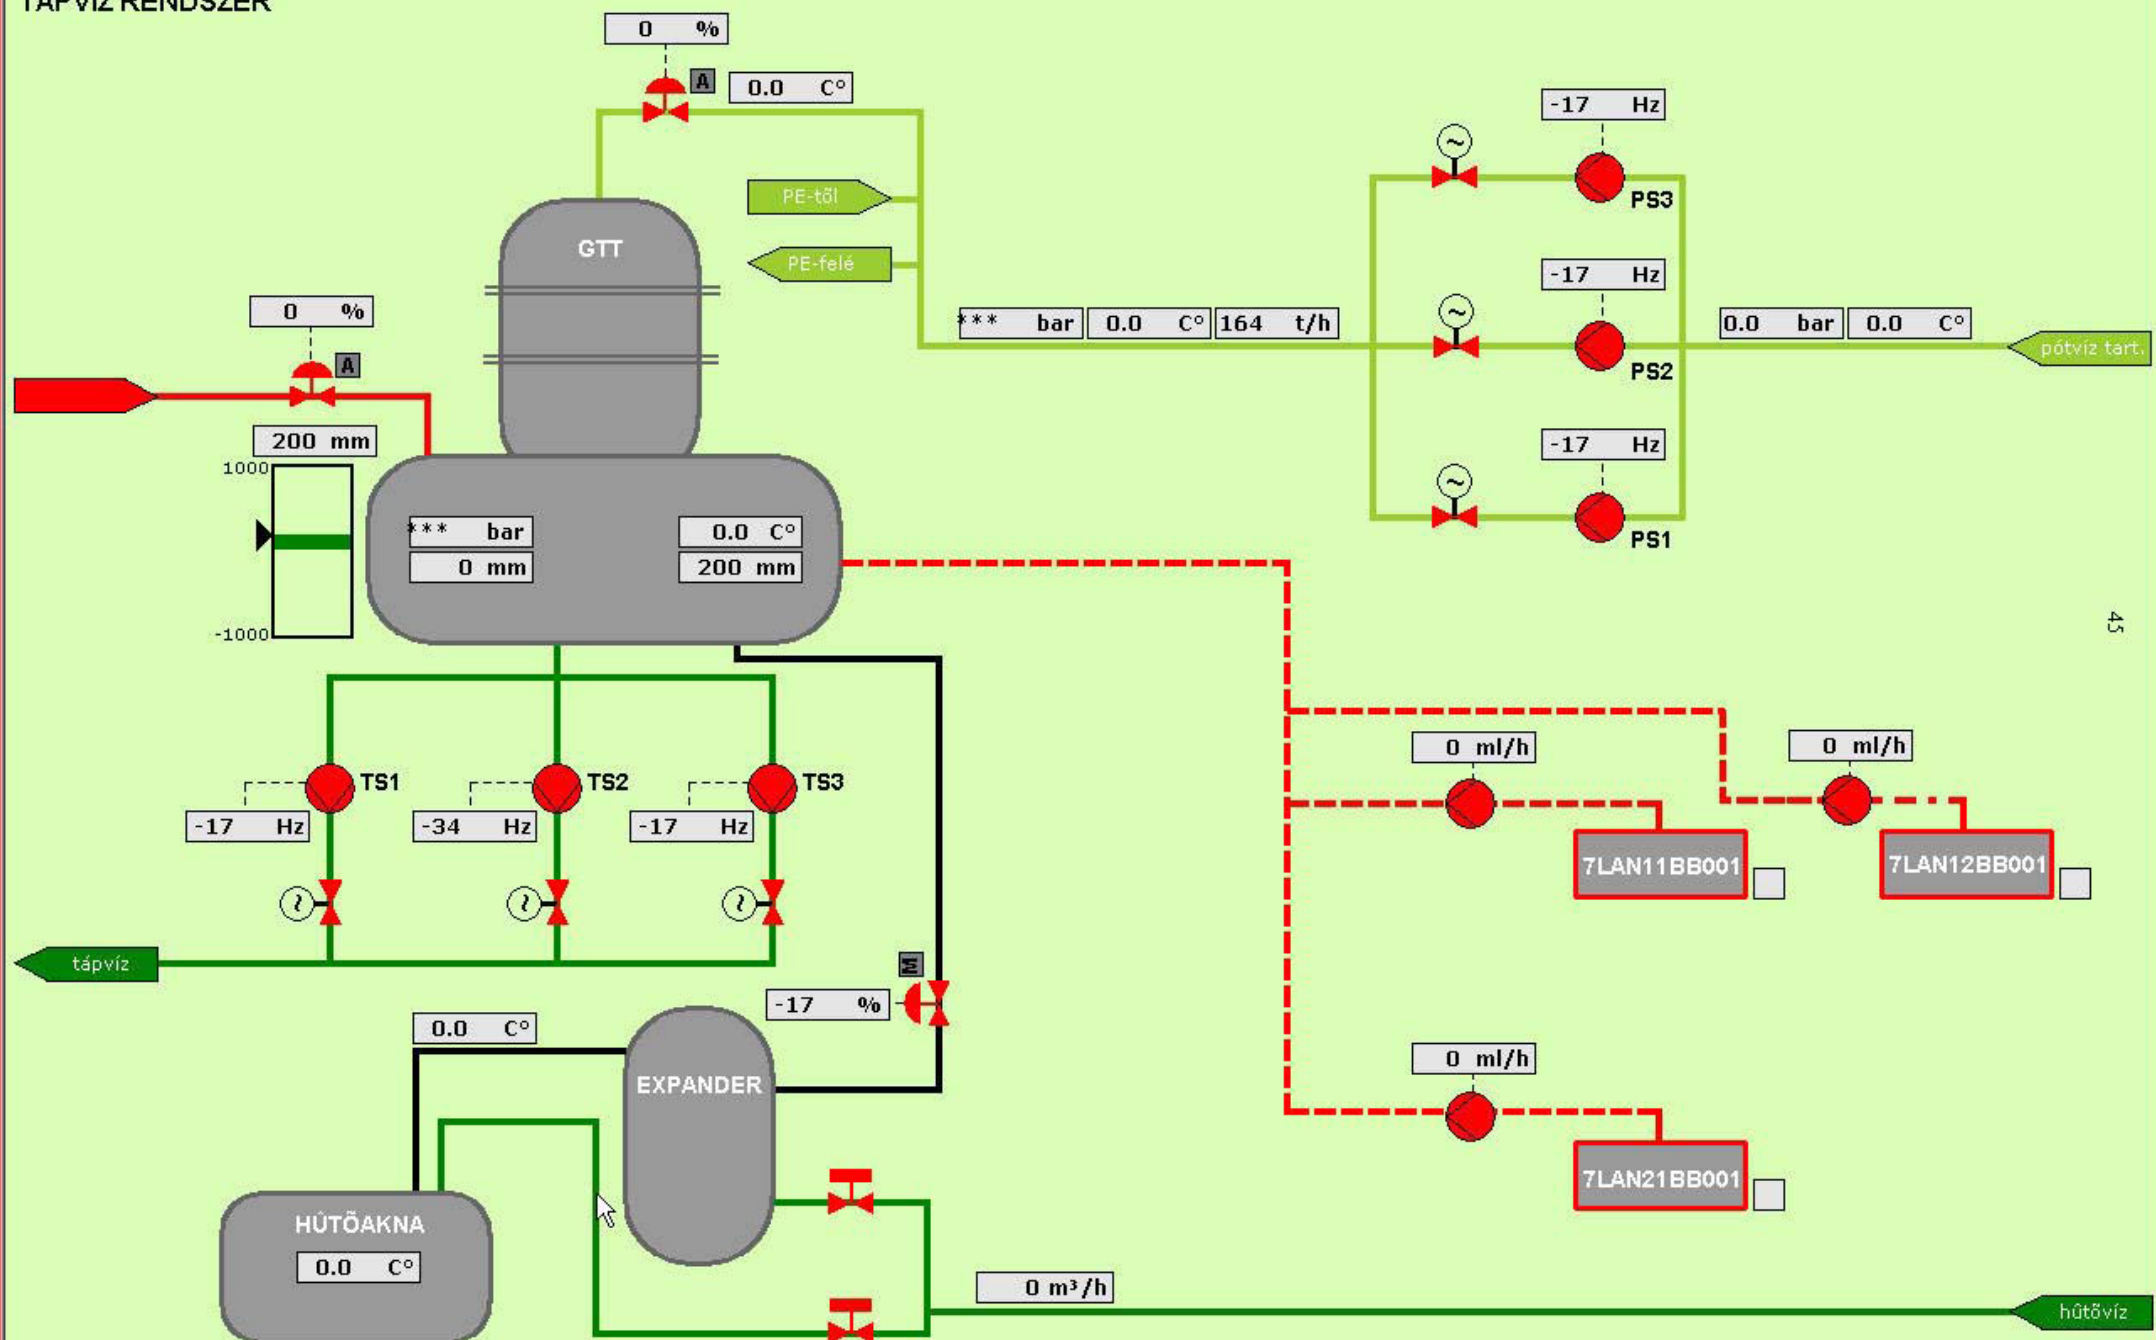 TÁPVÍZ RENDSZER
0 %
A
0.0 C°
-17 Hz
PS3
PE-tõl
GTT
PE-felé
-17 Hz
PS2
0 %
A
*** bar
0.0 C°
164 t/h
0.0 bar
0.0 C°
pótvíz tart.
200 mm
1000
-1000
-17 Hz
PS1
*** bar
0.0 C°
0 mm
200 mm
45
TS1
TS2
TS3
-17 Hz
-34 Hz
-17 Hz
0 ml/h
0 ml/h
7LAN11BB001
7LAN12BB001
tápvíz
M
-17 %
0.0 C°
EXPANDER
0 ml/h
7LAN21BB001
HÛTÕAKNA
0.0 C°
0 m³/h
hûtõvíz